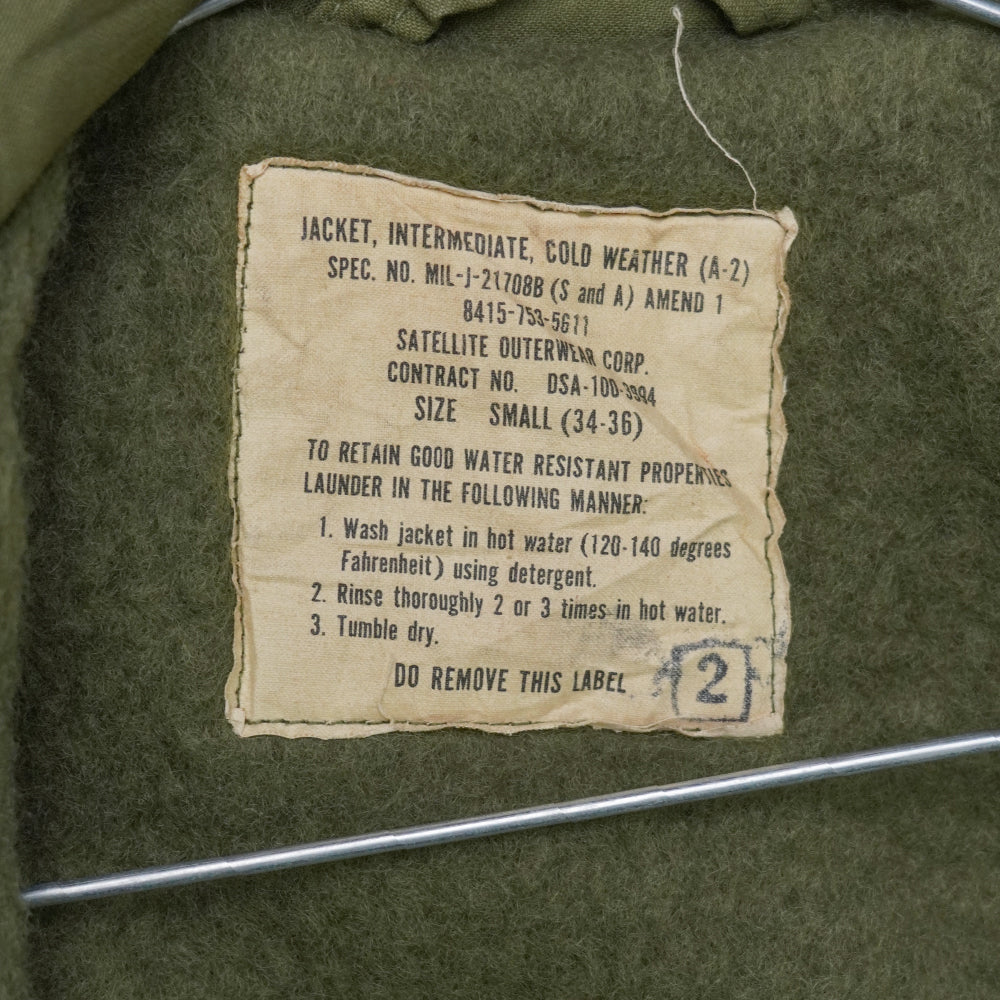 JACKET, INTERMEDIATE, COLD WEATHER (A-2)
SPEC. NO. MIL-J-21708B (S and A) AMEND 1
8415-753-5611
SATELLITE OUTERWEAR CORP.
CONTRACT NO. DSA-100-3994
SIZE SMALL (34-36)
TO RETAIN GOOD WATER RESISTANT PROPERTIES
LAUNDER IN THE FOLLOWING MANNER:
1. Wash jacket in hot water (120-140 degrees
Fahrenheit) using detergent.
2. Rinse thoroughly 2 or 3 times in hot water.
3. Tumble dry.
DO REMOVE THIS LABEL
2